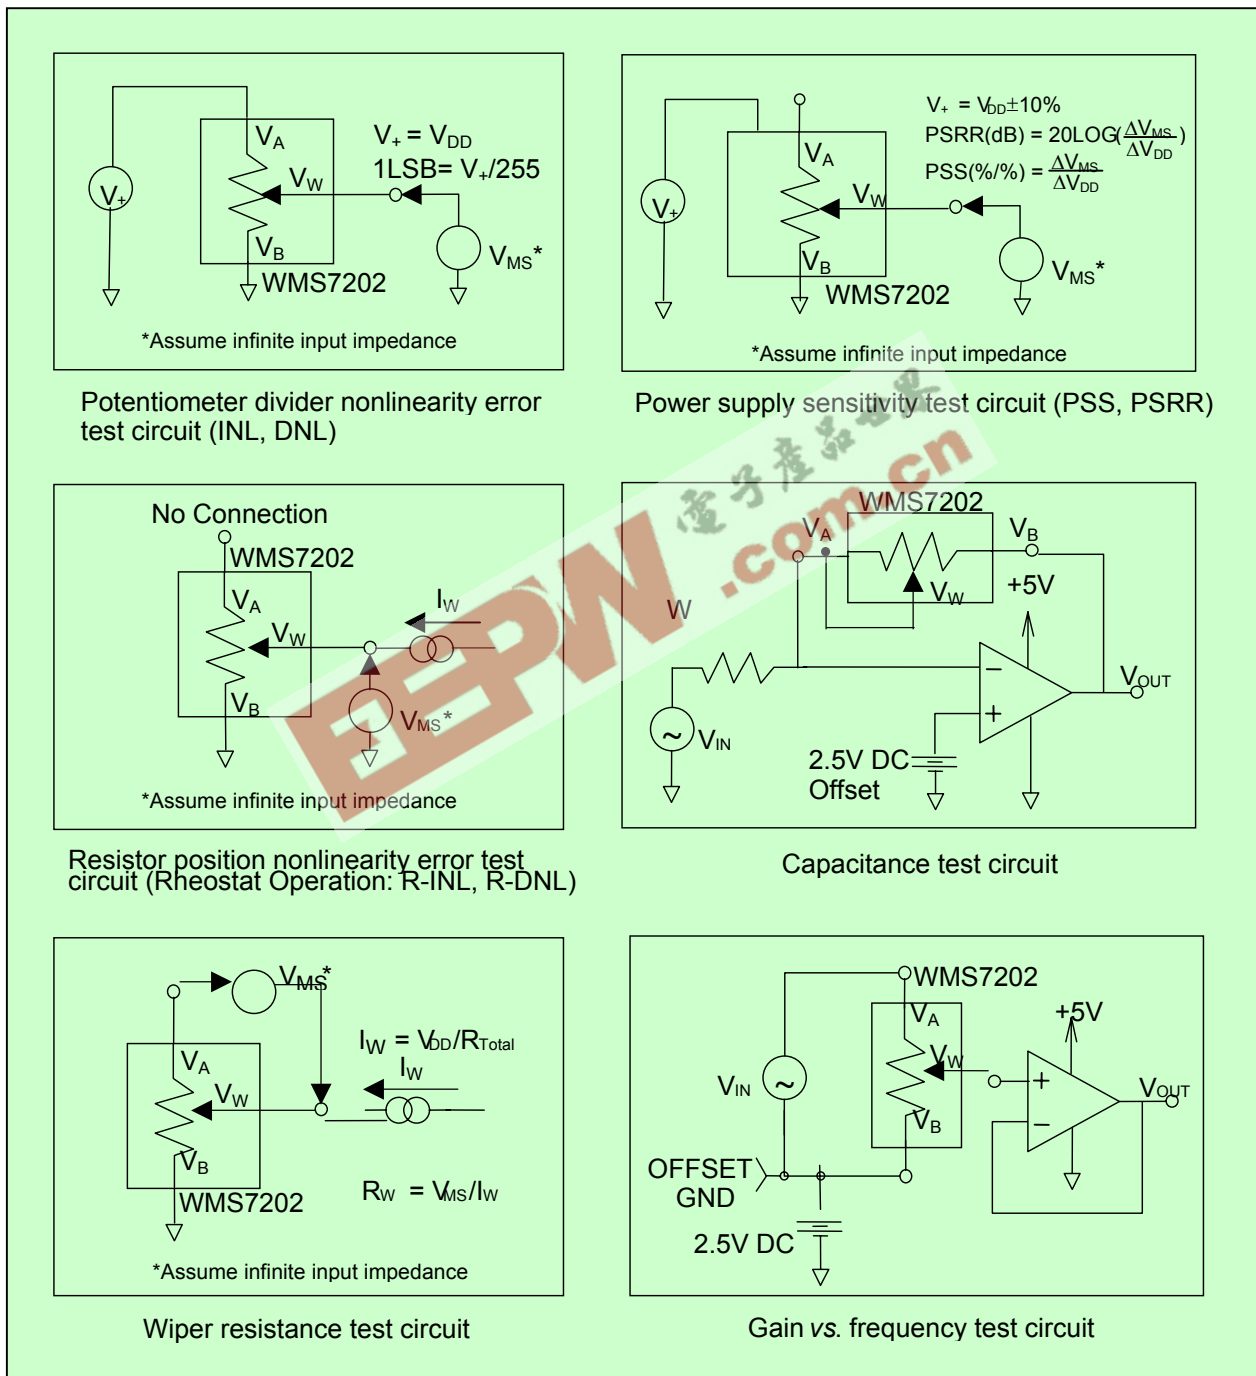 V+
VA
VW
VB
WMS7202
V+ = VDD
1LSB= V+/255
VMS*
*Assume infinite input impedance
Potentiometer divider nonlinearity error
test circuit (INL, DNL)
V+
VA
VW
VB
WMS7202
V+ = VDD±10%
PSRR(dB) = 20LOG(ΔVMS/ΔVDD)
PSS(%/%) = ΔVMS/ΔVDD
VMS*
*Assume infinite input impedance
Power supply sensitivity test circuit (PSS, PSRR)
No Connection
WMS7202
VA
VW
VB
IW
VMS*
*Assume infinite input impedance
Resistor position nonlinearity error test
circuit (Rheostat Operation: R-INL, R-DNL)
WMS7202
VA
VB
VW
+5V
W
−
+
VOUT
~
VIN
2.5V DC
Offset
Capacitance test circuit
VMS*
VA
VW
VB
WMS7202
IW = VDD/RTotal
IW
RW = VMS/IW
*Assume infinite input impedance
Wiper resistance test circuit
WMS7202
VA
VW
VB
+5V
VIN
~
+
−
VOUT
OFFSET
GND
2.5V DC
Gain vs. frequency test circuit
電子產品世界
EEPW.com.cn